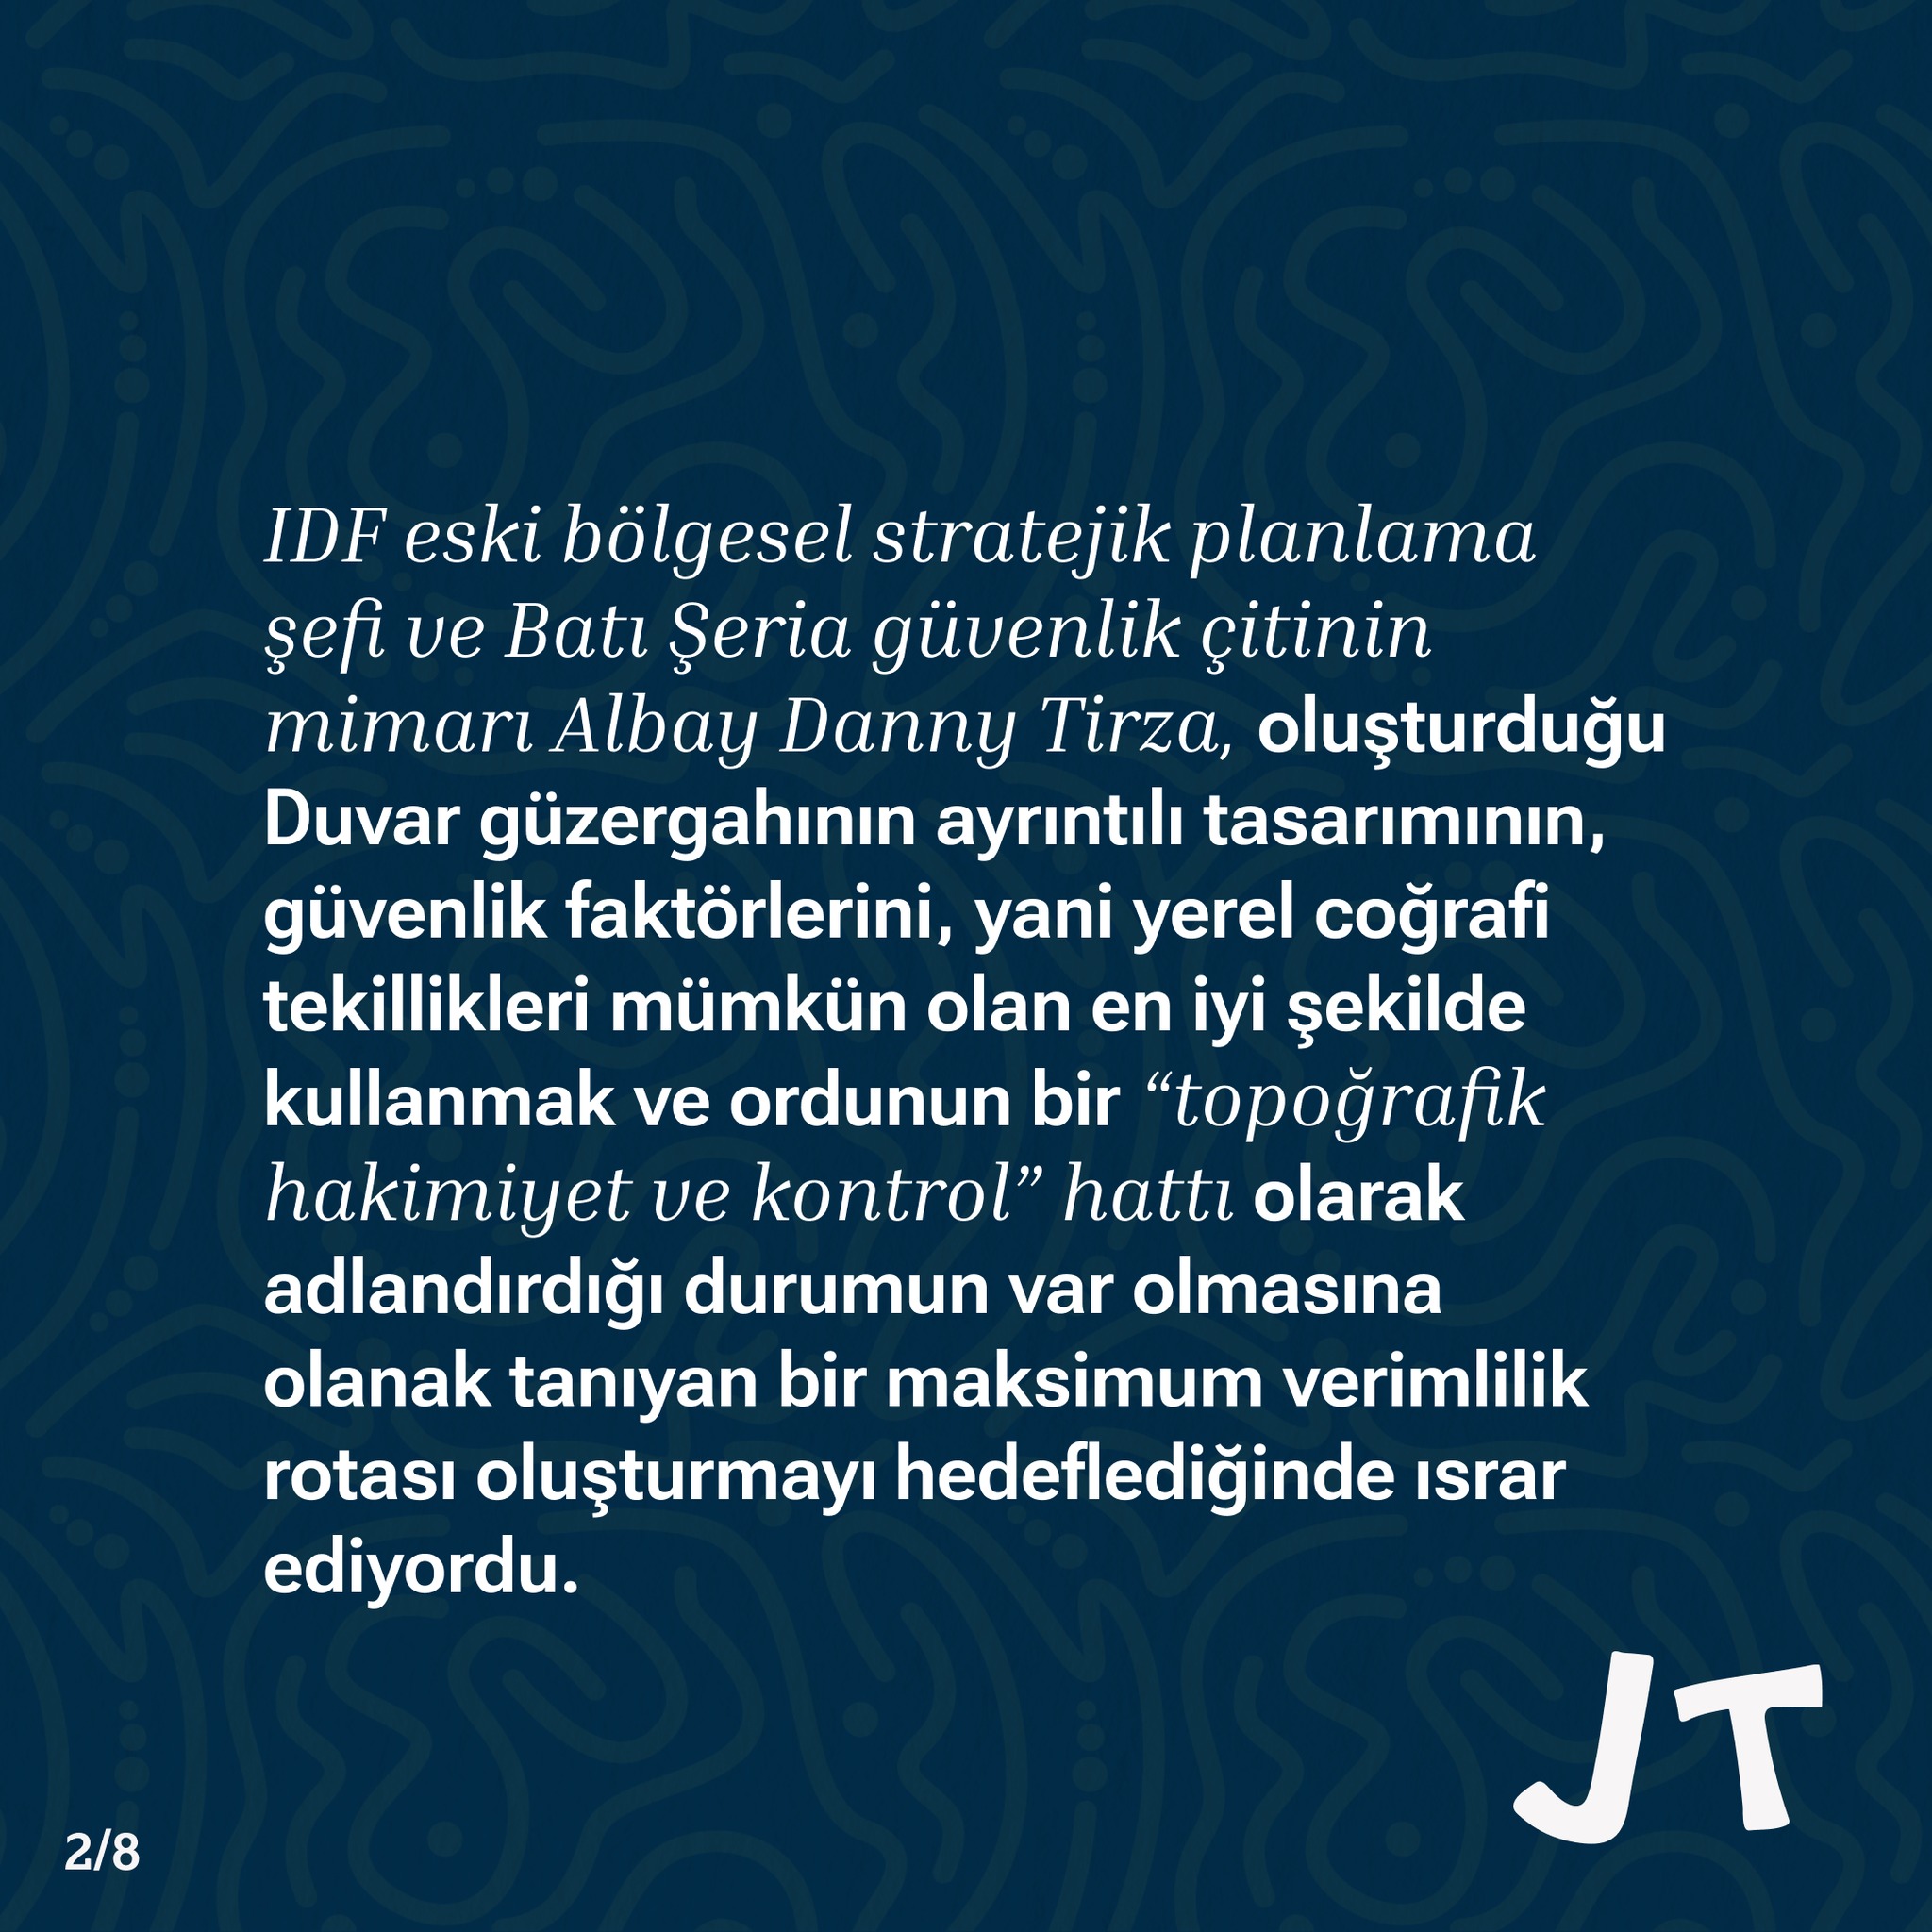 IDF eski bölgesel stratejik planlama
şefi ve Batı Şeria güvenlik çitinin
mimarı Albay Danny Tirza, oluşturduğu
Duvar güzergahının ayrıntılı tasarımının,
güvenlik faktörlerini, yani yerel coğrafi
tekillikleri mümkün olan en iyi şekilde
kullanmak ve ordunun bir “topoğrafik
hakimiyet ve kontrol” hattı olarak
adlandırdığı durumun var olmasına
olanak tanıyan bir maksimum verimlilik
rotası oluşturmayı hedeflediğinde ısrar
ediyordu.
JT
2/8